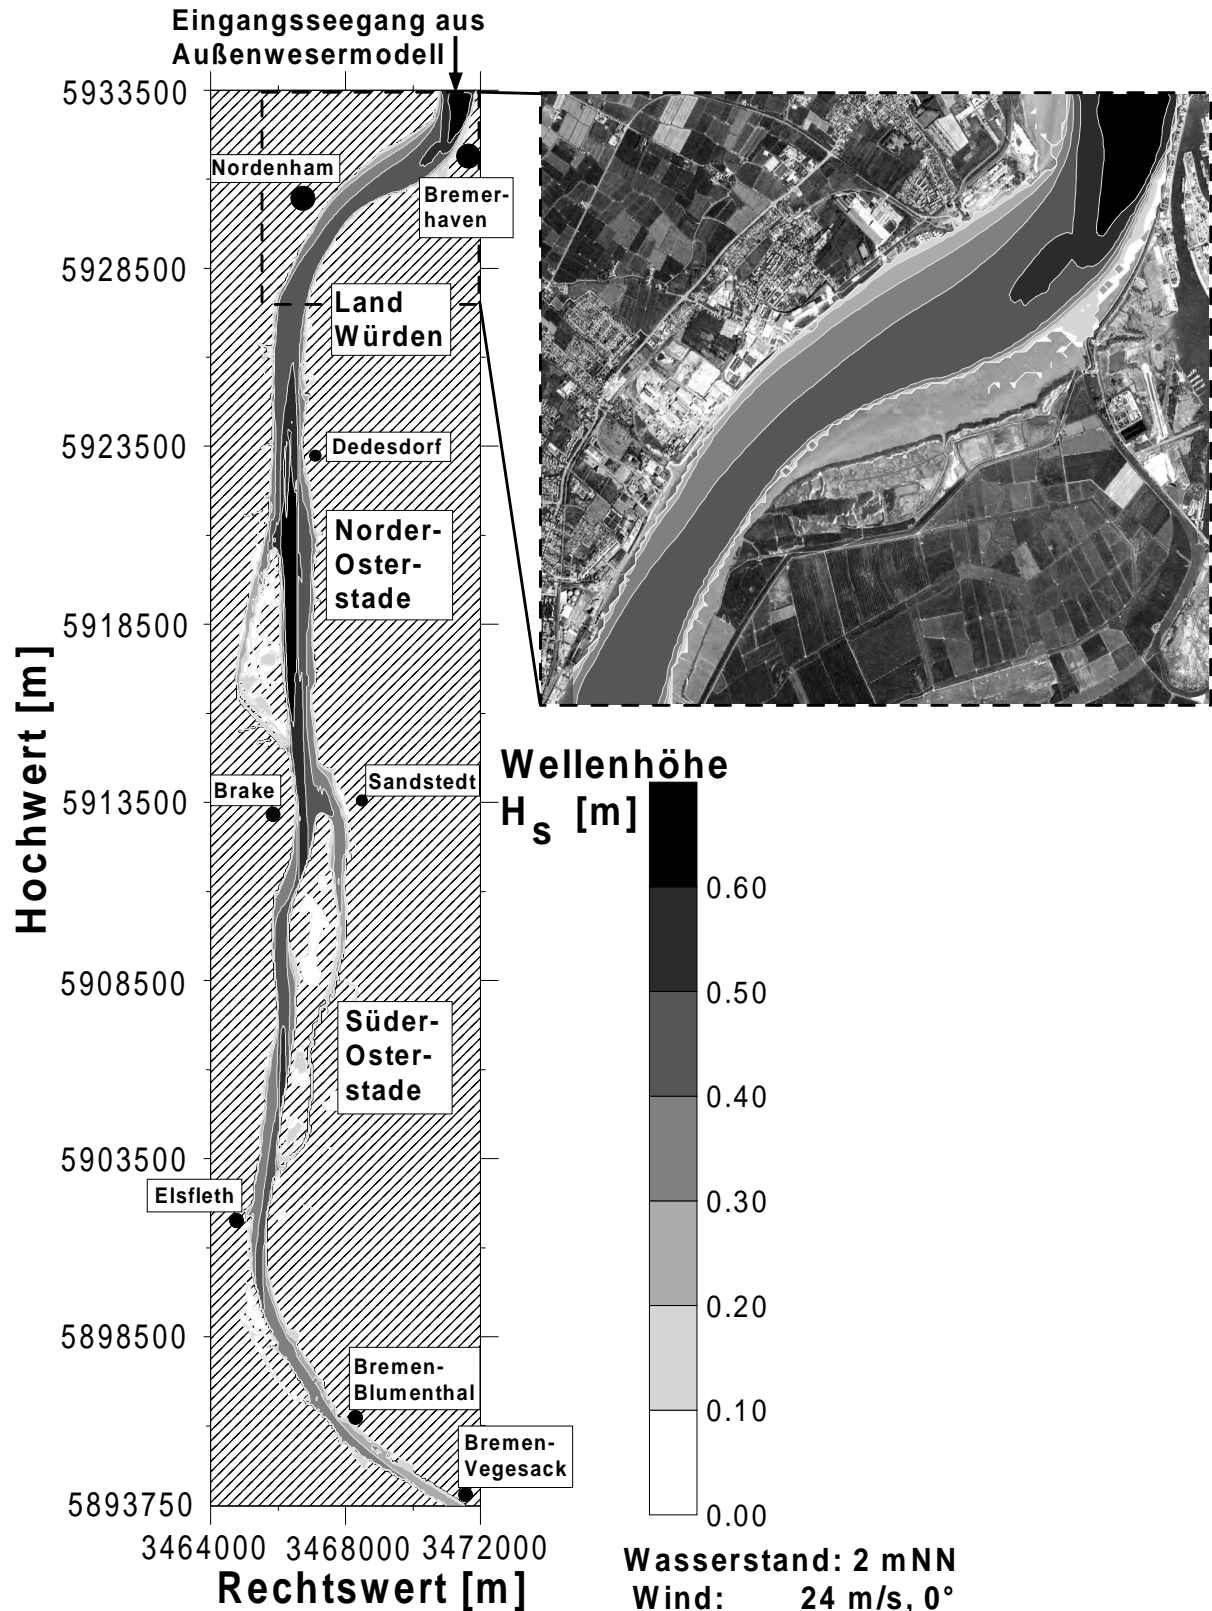 Eingangsseegang aus
Außenwesermodell
5933500
Nordenham
Bremer-
haven
5928500
Land
Würden
5923500
Dedesdorf
Norder-
Oster-
stade
5918500
Hochwert [m]
Wellenhöhe
Hs [m]
Brake
Sandstedt
5913500
0.60
0.50
0.40
0.30
0.20
0.10
0.00
5908500
Süder-
Oster-
stade
5903500
Elsfleth
5898500
Bremen-
Blumenthal
Bremen-
Vegesack
5893750
3464000 3468000 3472000
Rechtswert [m]
Wasserstand: 2 mNN
Wind: 24 m/s, 0°